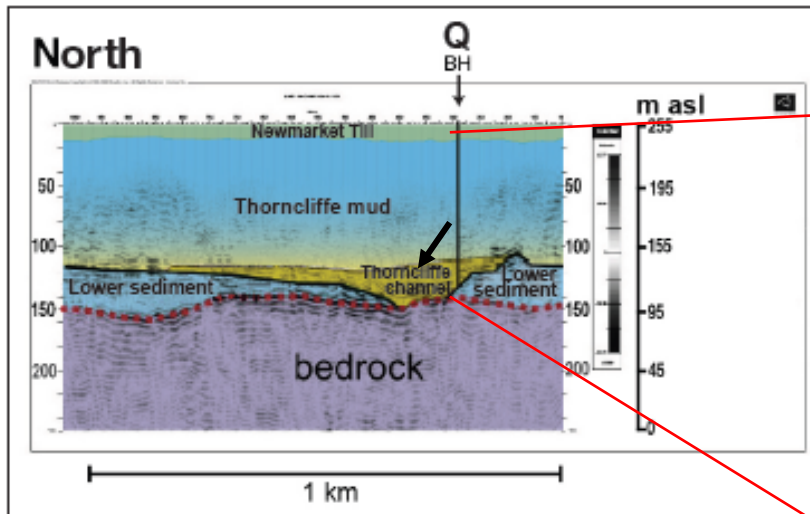 North
Q
BH
m asl
Newmarket Till
255
50
50
195
Thorncliffe mud
100
100
155
Thorncliffe
channel
Lower
sediment
Lower sediment
150
150
95
bedrock
200
200
45
0
1 km